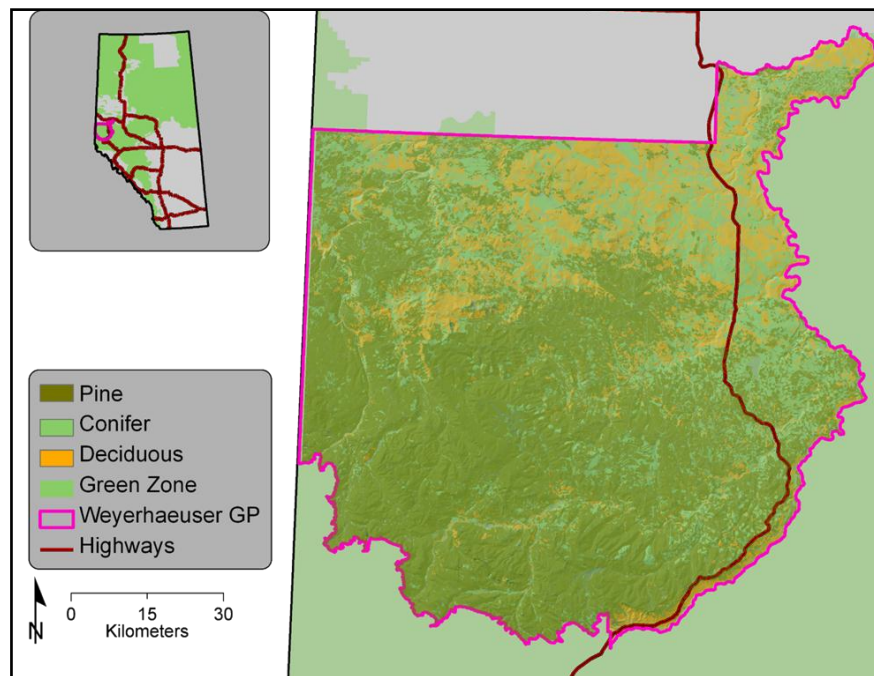 Pine
Conifer
Deciduous
Green Zone
Weyerhaeuser GP
Highways
N
0 15 30
Kilometers